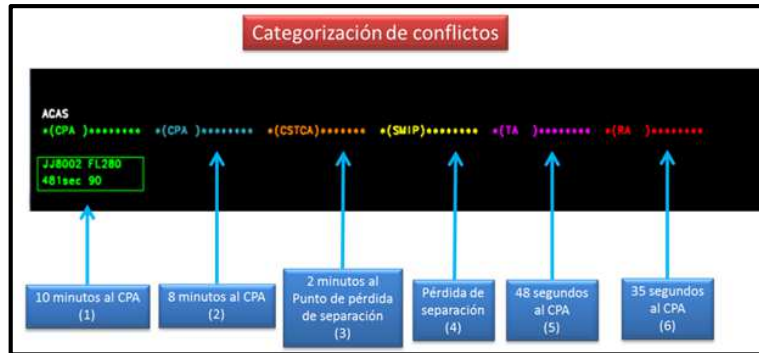 Categorización de conflictos
ACAS
*(CPA )******** *(CPA )******** *(CSTCA)******* *(SMIP)******** *(TA )******** *(RA )********
JJ8002 FL280
481sec 90
10 minutos al CPA
(1)
8 minutos al CPA
(2)
2 minutos al
Punto de pérdida
de separación
(3)
Pérdida de
separación
(4)
48 segundos
al CPA
(5)
35 segundos
al CPA
(6)